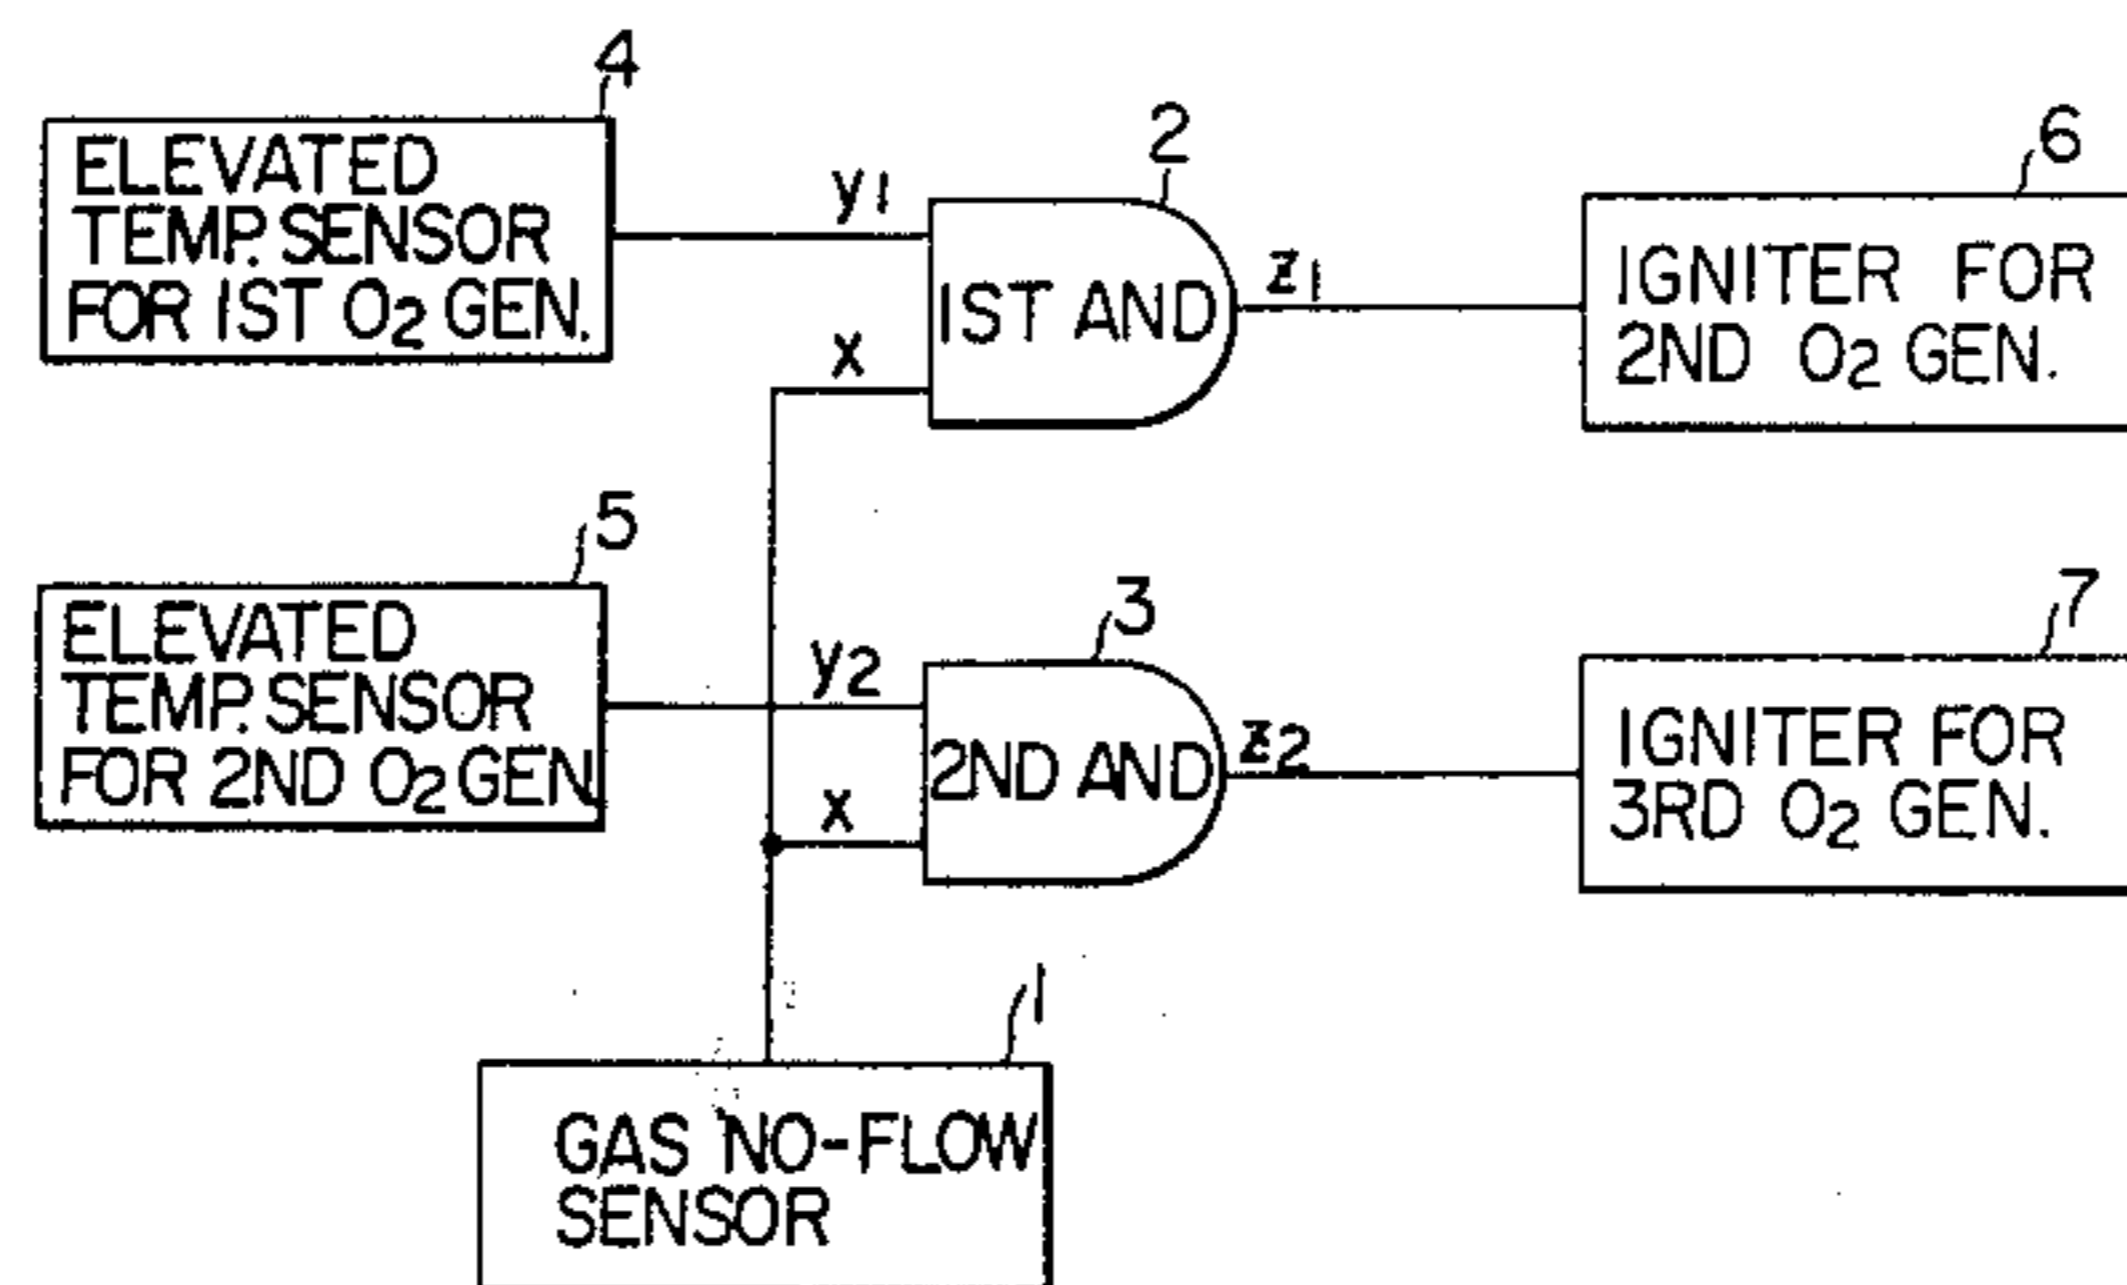 4
ELEVATED
TEMP. SENSOR
FOR 1ST O2 GEN.
y1
x
2
1ST AND
z1
6
IGNITER FOR
2ND O2 GEN.
5
ELEVATED
TEMP. SENSOR
FOR 2ND O2 GEN.
y2
x
3
2ND AND
z2
7
IGNITER FOR
3RD O2 GEN.
1
GAS NO-FLOW
SENSOR